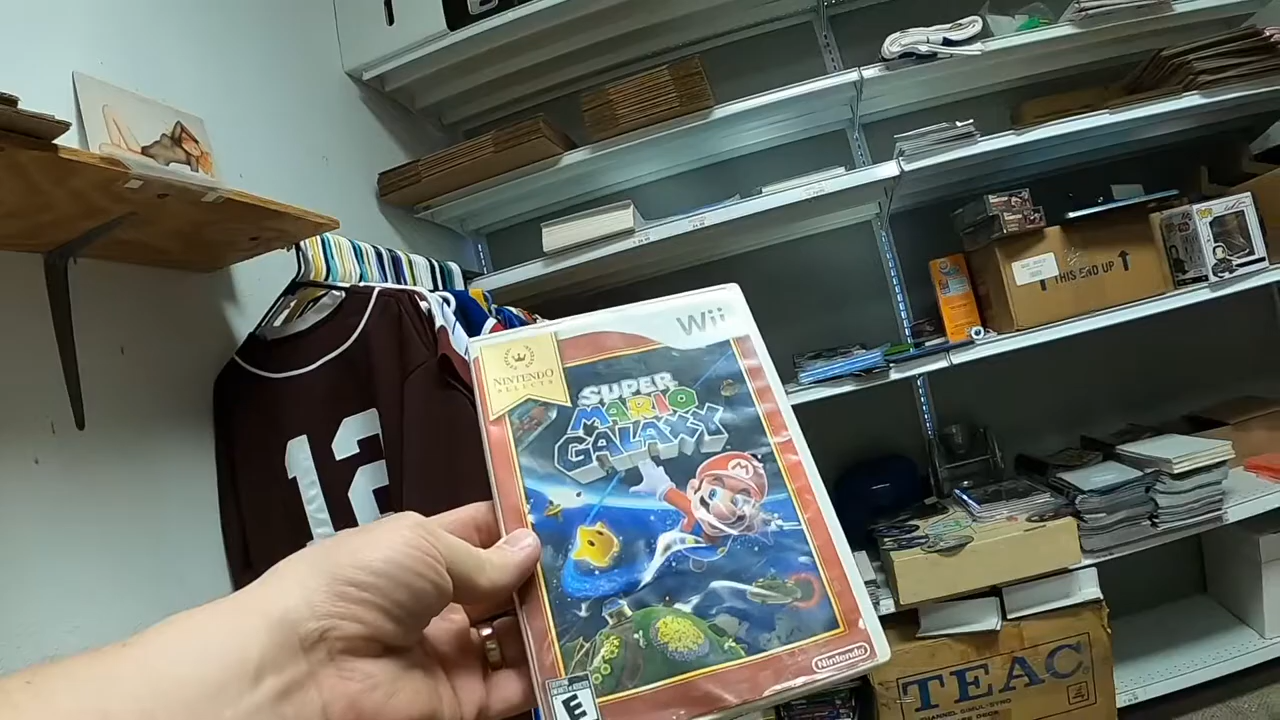 Wii
NINTENDO
SELECTS
SUPER
MARIO
GALAXY
M
Nintendo
E
12
THIS END UP
TEAC